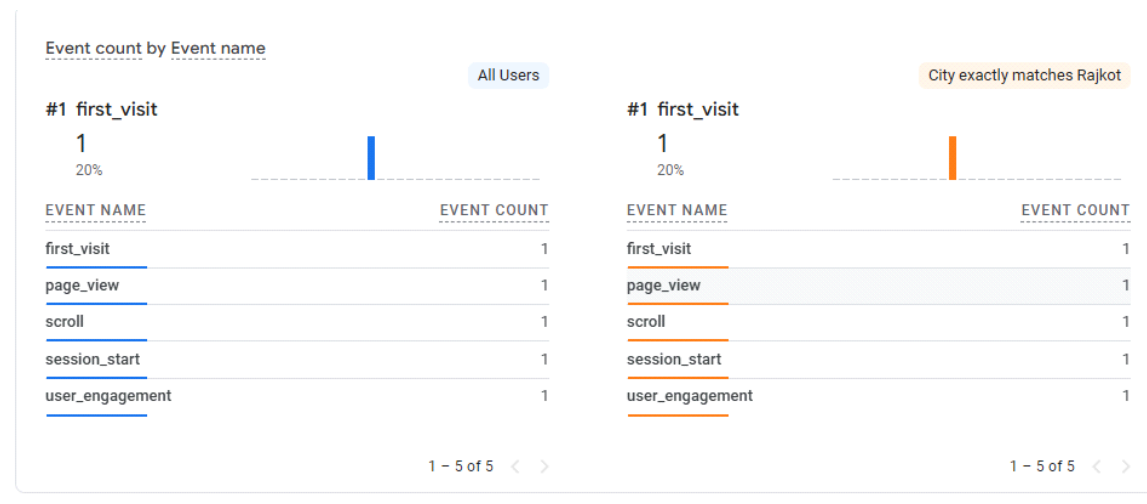 Event count by Event name
All Users
#1 first_visit
1
20%
EVENT NAME EVENT COUNT
first_visit 1
page_view 1
scroll 1
session_start 1
user_engagement 1
1 – 5 of 5
City exactly matches Rajkot
#1 first_visit
1
20%
EVENT NAME EVENT COUNT
first_visit 1
page_view 1
scroll 1
session_start 1
user_engagement 1
1 – 5 of 5